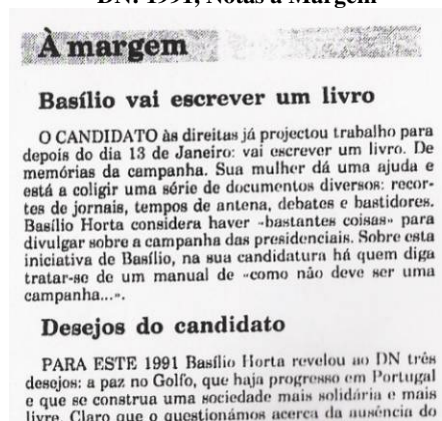 DN: 1991, Notas à Margem
À margem
Basílio vai escrever um livro
O CANDIDATO às direitas já projectou trabalho para
depois do dia 13 de Janeiro: vai escrever um livro. De
memórias da campanha. Sua mulher dá uma ajuda e
está a coligir uma série de documentos diversos: recor-
tes de jornais, tempos de antena, debates e bastidores.
Basílio Horta considera haver «bastantes coisas» para
divulgar sobre a campanha das presidenciais. Sobre esta
iniciativa de Basílio, na sua candidatura há quem diga
tratar-se de um manual de «como não deve ser uma
campanha...».
Desejos do candidato
PARA ESTE 1991 Basílio Horta revelou ao DN três
desejos: a paz no Golfo, que haja progresso em Portugal
e que se construa uma sociedade mais solidária e mais
livre. Claro que o questionámos acerca da ausência do